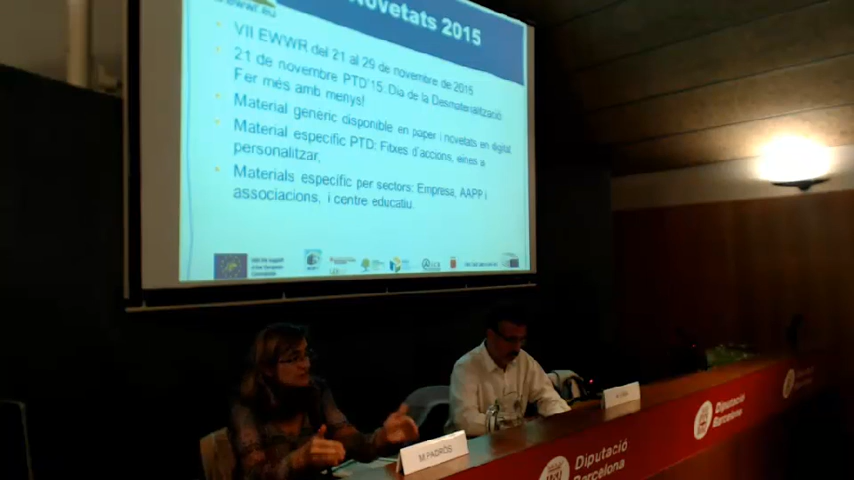 ewwr.eu
Novetats 2015
VII EWWR del 21 al 29 de novembre de 2015
21 de novembre PTD'15: Dia de la Desmaterialització.
Fer més amb menys!
Material genèric disponible en paper i novetats en digital
Material específic PTD: Fitxes d'accions, eines a
personalitzar,
Materials específic per sectors: Empresa, AAPP i
associacions, i centre educatiu.
M.PADRÓS
Diputació
Barcelona
Diputació
Barcelona